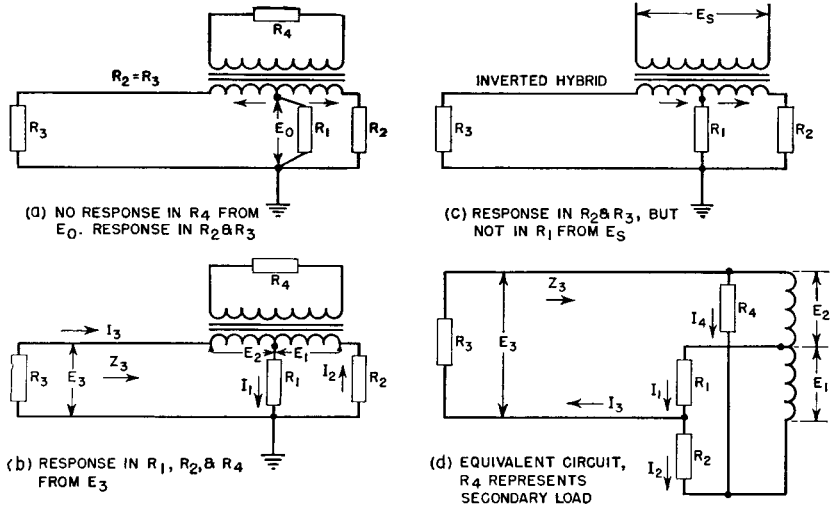 R4
R2=R3
R3
E0
R1
R2
(a) NO RESPONSE IN R4 FROM
E0. RESPONSE IN R2&R3
ES
INVERTED HYBRID
R3
R1
R2
(c) RESPONSE IN R2&R3, BUT
NOT IN R1 FROM ES
R4
I3
E2
E1
R3
E3
Z3
I1
R1
I2
R2
(b) RESPONSE IN R1, R2, & R4
FROM E3
Z3
R4
E2
I4
R3
E3
I1
R1
E1
I3
I2
R2
(d) EQUIVALENT CIRCUIT,
R4 REPRESENTS
SECONDARY LOAD